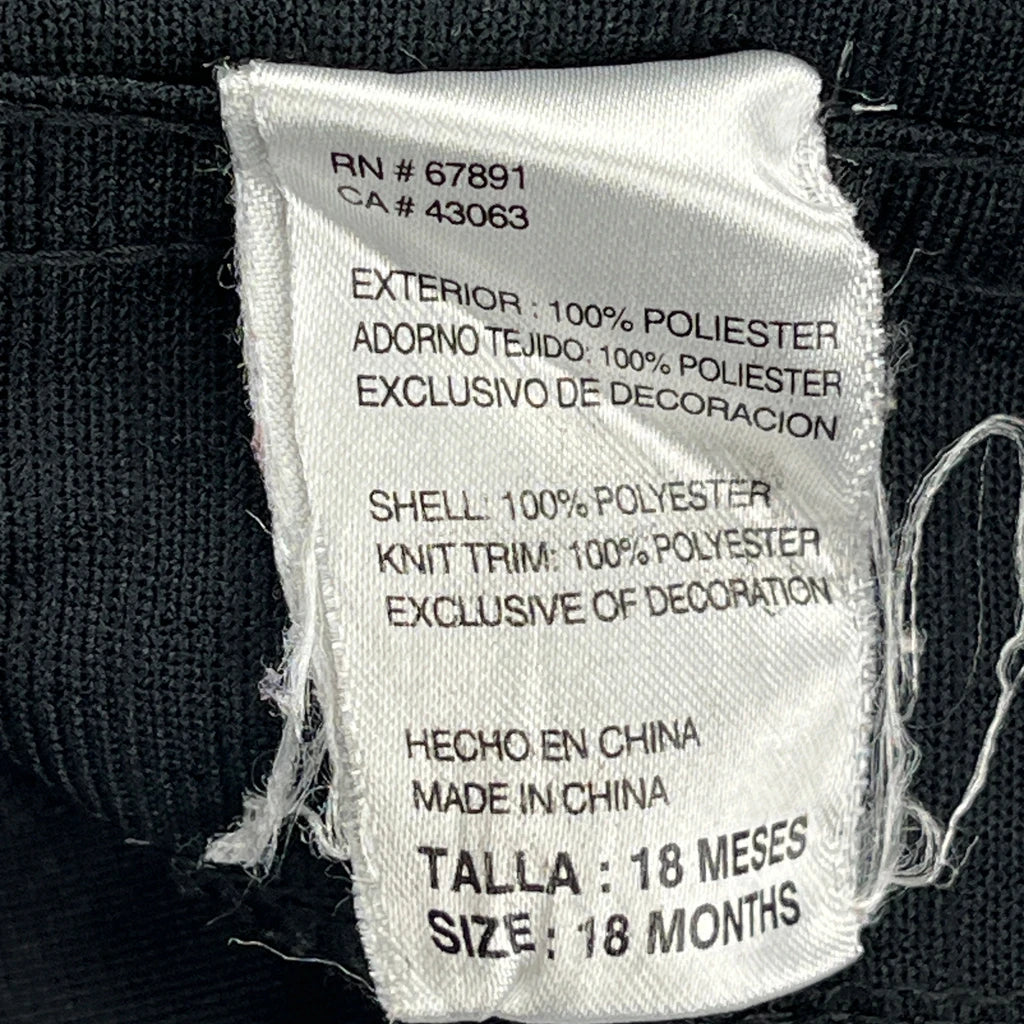 RN # 67891
CA # 43063
EXTERIOR : 100% POLIESTER
ADORNO TEJIDO: 100% POLIESTER
EXCLUSIVO DE DECORACION
SHELL: 100% POLYESTER
KNIT TRIM: 100% POLYESTER
EXCLUSIVE OF DECORATION
HECHO EN CHINA
MADE IN CHINA
TALLA : 18 MESES
SIZE : 18 MONTHS